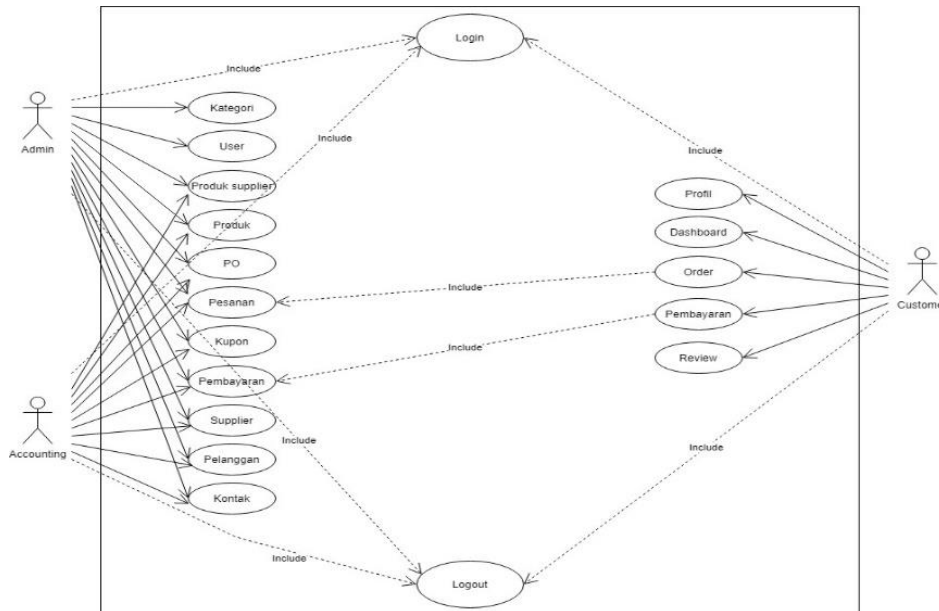 Login
Include
Admin
Kategori
Include
User
Include
Produk supplier
Profil
Produk
Dashboard
PO
Order
Include
Pesanan
Custome
Pembayaran
Kupon
Include
Review
Pembayaran
Supplier
Include
Include
Accounting
Pelanggan
Kontak
Include
Logout